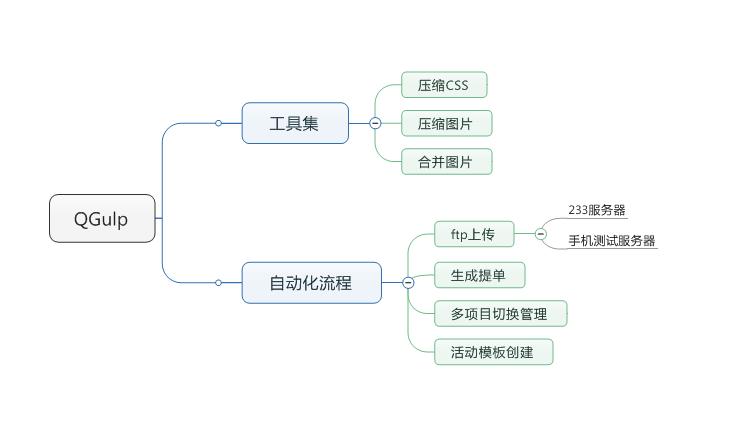 QGulp
工具集
压缩CSS
压缩图片
合并图片
自动化流程
ftp上传
233服务器
手机测试服务器
生成提单
多项目切换管理
活动模板创建